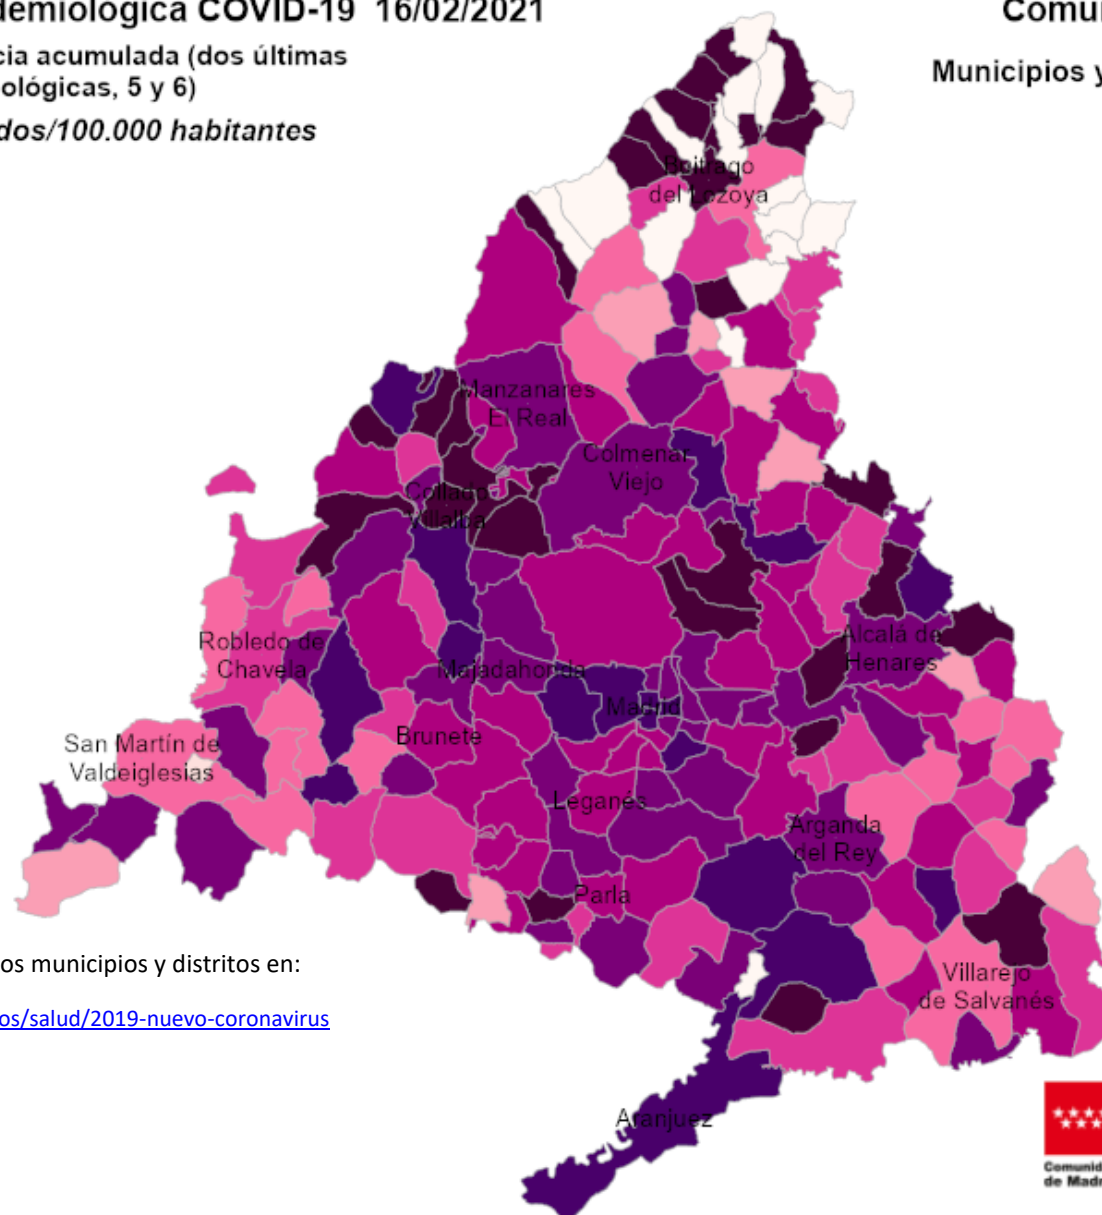 demiológica COVID-19 16/02/2021
cia acumulada (dos últimas
ológicas, 5 y 6)
dos/100.000 habitantes
Comu
Municipios y
Buitrago
del Lozoya
Manzanares
El Real
Colmenar
Viejo
Collado
Villalba
Alcalá de
Henares
Robledo de
Chavela
Majadahonda
Madrid
Brunete
San Martín de
Valdeiglesias
Leganés
Arganda
del Rey
Parla
os municipios y distritos en:
Villarejo
de Salvanés
os/salud/2019-nuevo-coronavirus
Aranjuez
Comunid
de Madr